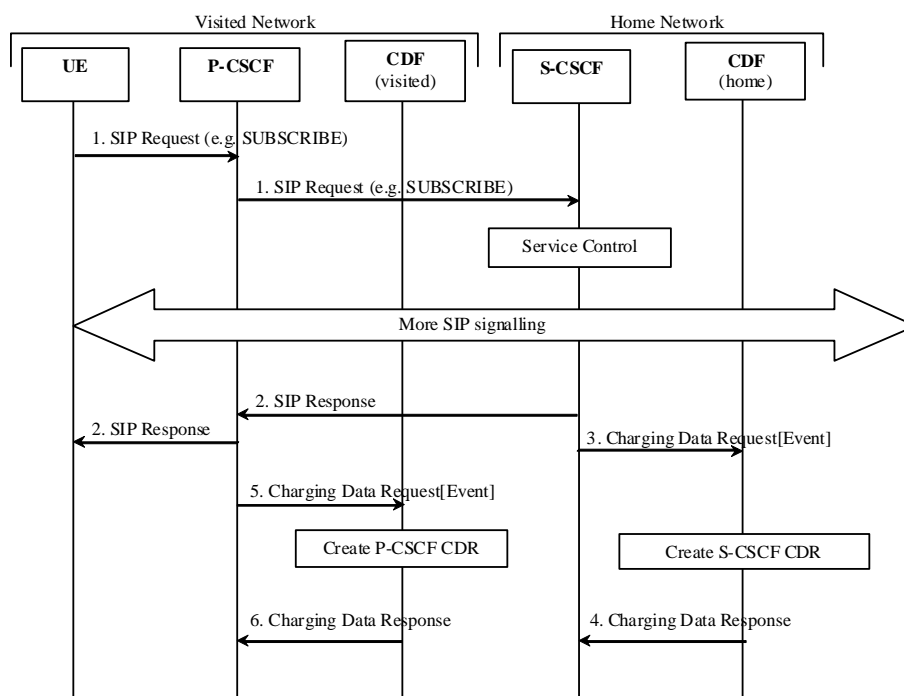 Visited Network
Home Network
UE
P-CSCF
CDF
(visited)
S-CSCF
CDF
(home)
1. SIP Request (e.g. SUBSCRIBE)
1. SIP Request (e.g. SUBSCRIBE)
Service Control
More SIP signalling
2. SIP Response
2. SIP Response
3. Charging Data Request[Event]
5. Charging Data Request[Event]
Create P-CSCF CDR
Create S-CSCF CDR
6. Charging Data Response
4. Charging Data Response